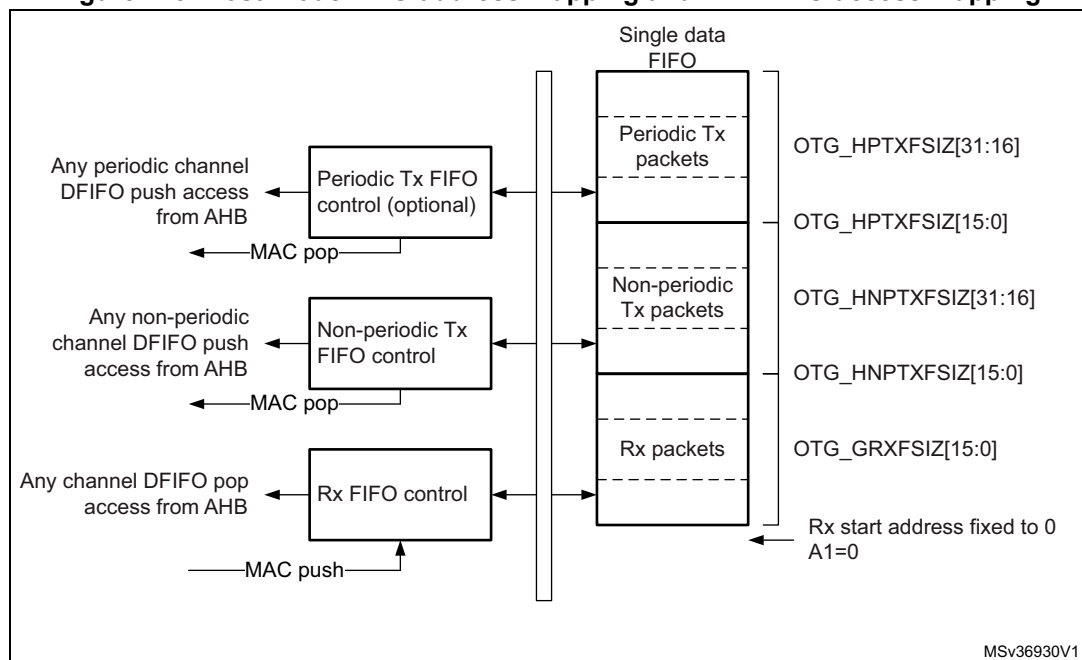 Single data
FIFO
Periodic Tx
packets
OTG_HPTXFSIZ[31:16]
Any periodic channel
DFIFO push access
from AHB
Periodic Tx FIFO
control (optional)
MAC pop
OTG_HPTXFSIZ[15:0]
Non-periodic
Tx packets
OTG_HNPTXFSIZ[31:16]
Any non-periodic
channel DFIFO push
access from AHB
Non-periodic Tx
FIFO control
MAC pop
OTG_HNPTXFSIZ[15:0]
Rx packets
OTG_GRXFSIZ[15:0]
Any channel DFIFO pop
access from AHB
Rx FIFO control
MAC push
Rx start address fixed to 0
A1=0
MSv36930V1